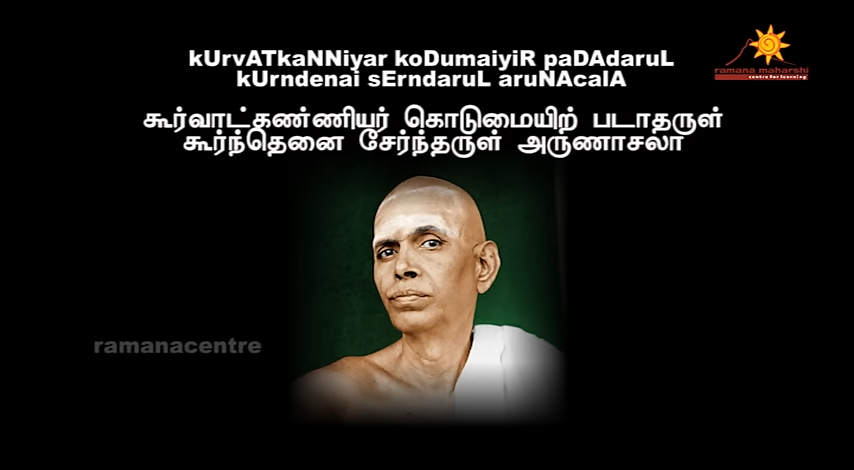 kUrvATkaNNiyar koDumaiyiR paDAdaruL
kUrndenai sErndaruL aruNAcalA
கூர்வாட்கண்ணியர் கொடுமையிற் படாதருள்
கூர்ந்தெனை சேர்ந்தருள் அருணாசலா
ramana maharshi
centre for learning
ramanacentre